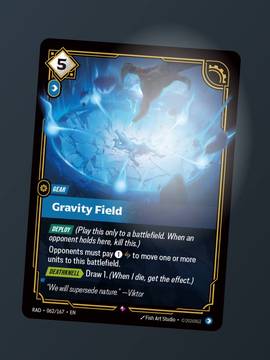 5
GEAR
Gravity Field
DEPLOY (Play this only to a battlefield. When an
opponent holds here, kill this.)
Opponents must pay 1 to move one or more
units to this battlefield.
DEATHKNELL Draw 1. (When I die, get the effect.)
"We will supersede nature." —Viktor
RAD • 062/167 • EN
Fish Art Studio